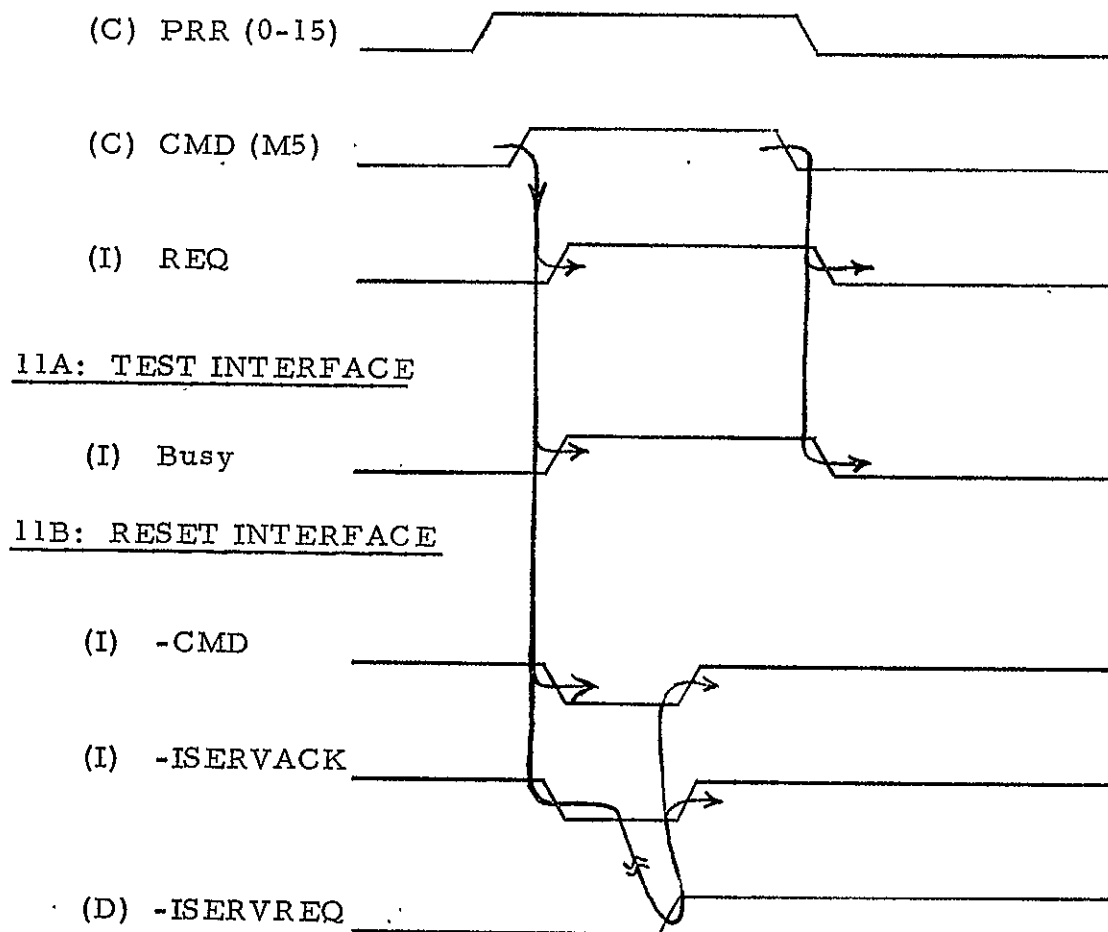 (C) PRR (0-15)
(C) CMD (M5)
(I) REQ
11A: TEST INTERFACE
(I) Busy
11B: RESET INTERFACE
(I) -CMD
(I) -ISERVACK
(D) -ISERVREQ